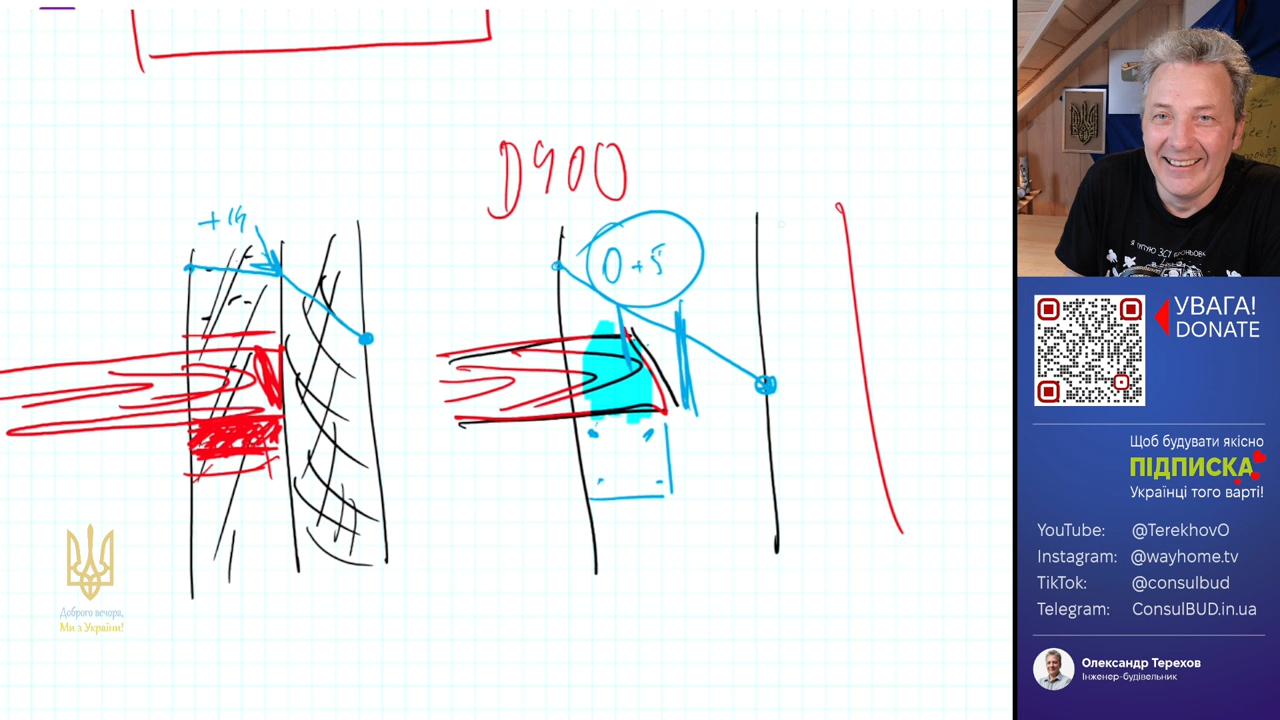 D400
+14
0 +5
Доброго вечора,
Ми з України!
УВАГА!
DONATE
Щоб будувати якісно
ПІДПИСКА
Українці того варті!
YouTube: @TerekhovO
Instagram: @wayhome.tv
TikTok: @consulbud
Telegram: ConsulBUD.in.ua
Олександр Терехов
Інженер-будівельник